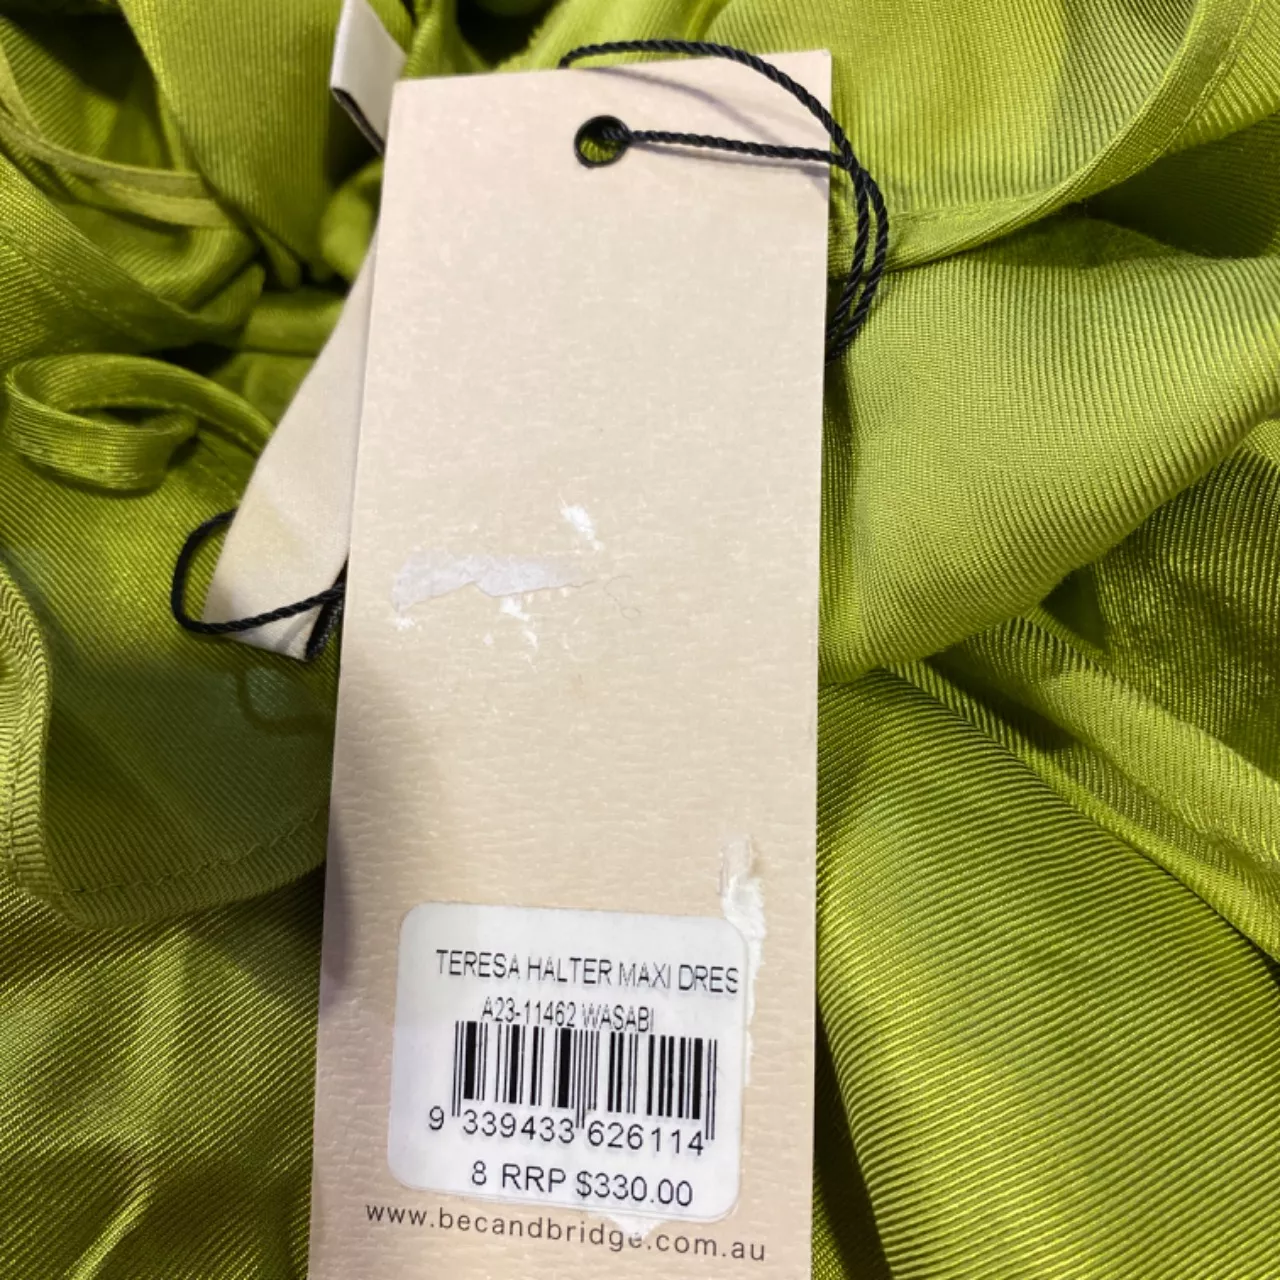 TERESA HALTER MAXI DRES
A23-11462 WASABI
9 339433 626114
8 RRP $330.00
www.becandbridge.com.au